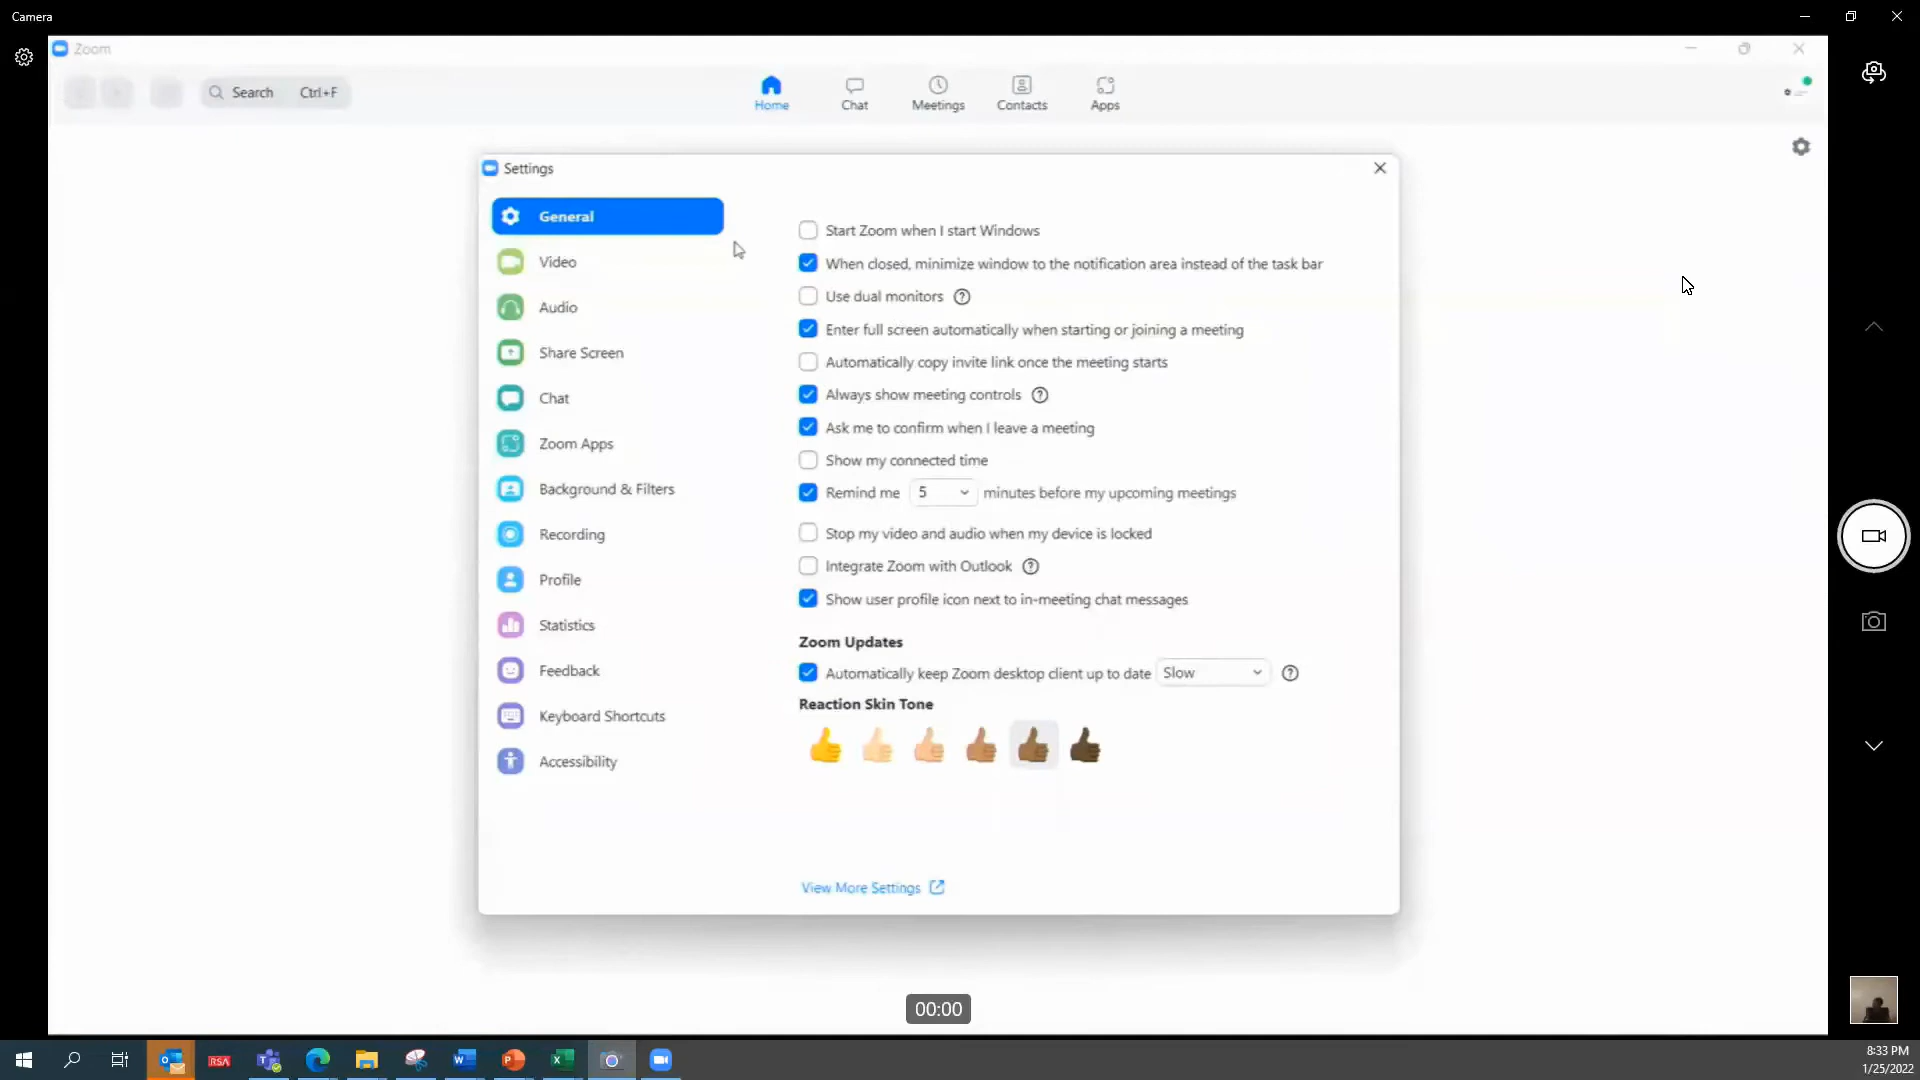 Camera
Zoom
Search Ctrl+F
Home
Chat
Meetings
Contacts
Apps
Settings
General
Video
Audio
Share Screen
Chat
Zoom Apps
Background & Filters
Recording
Profile
Statistics
Feedback
Keyboard Shortcuts
Accessibility
Start Zoom when I start Windows
When closed, minimize window to the notification area instead of the task bar
Use dual monitors ?
Enter full screen automatically when starting or joining a meeting
Automatically copy invite link once the meeting starts
Always show meeting controls ?
Ask me to confirm when I leave a meeting
Show my connected time
Remind me 5 minutes before my upcoming meetings
Stop my video and audio when my device is locked
Integrate Zoom with Outlook ?
Show user profile icon next to in-meeting chat messages
Zoom Updates
Automatically keep Zoom desktop client up to date Slow ?
Reaction Skin Tone
View More Settings
00:00
RSA
8:33 PM
1/25/2022